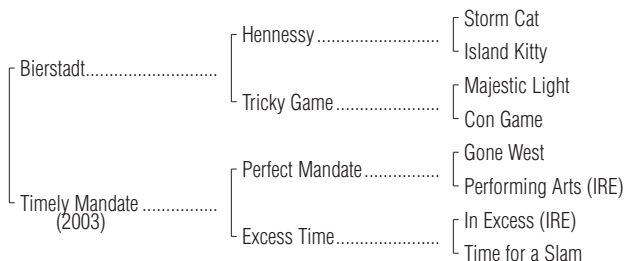 Storm Cat
Hennessy
Island Kitty
Bierstadt
Majestic Light
Tricky Game
Con Game
Gone West
Perfect Mandate
Performing Arts (IRE)
Timely Mandate
(2003)
In Excess (IRE)
Excess Time
Time for a Slam